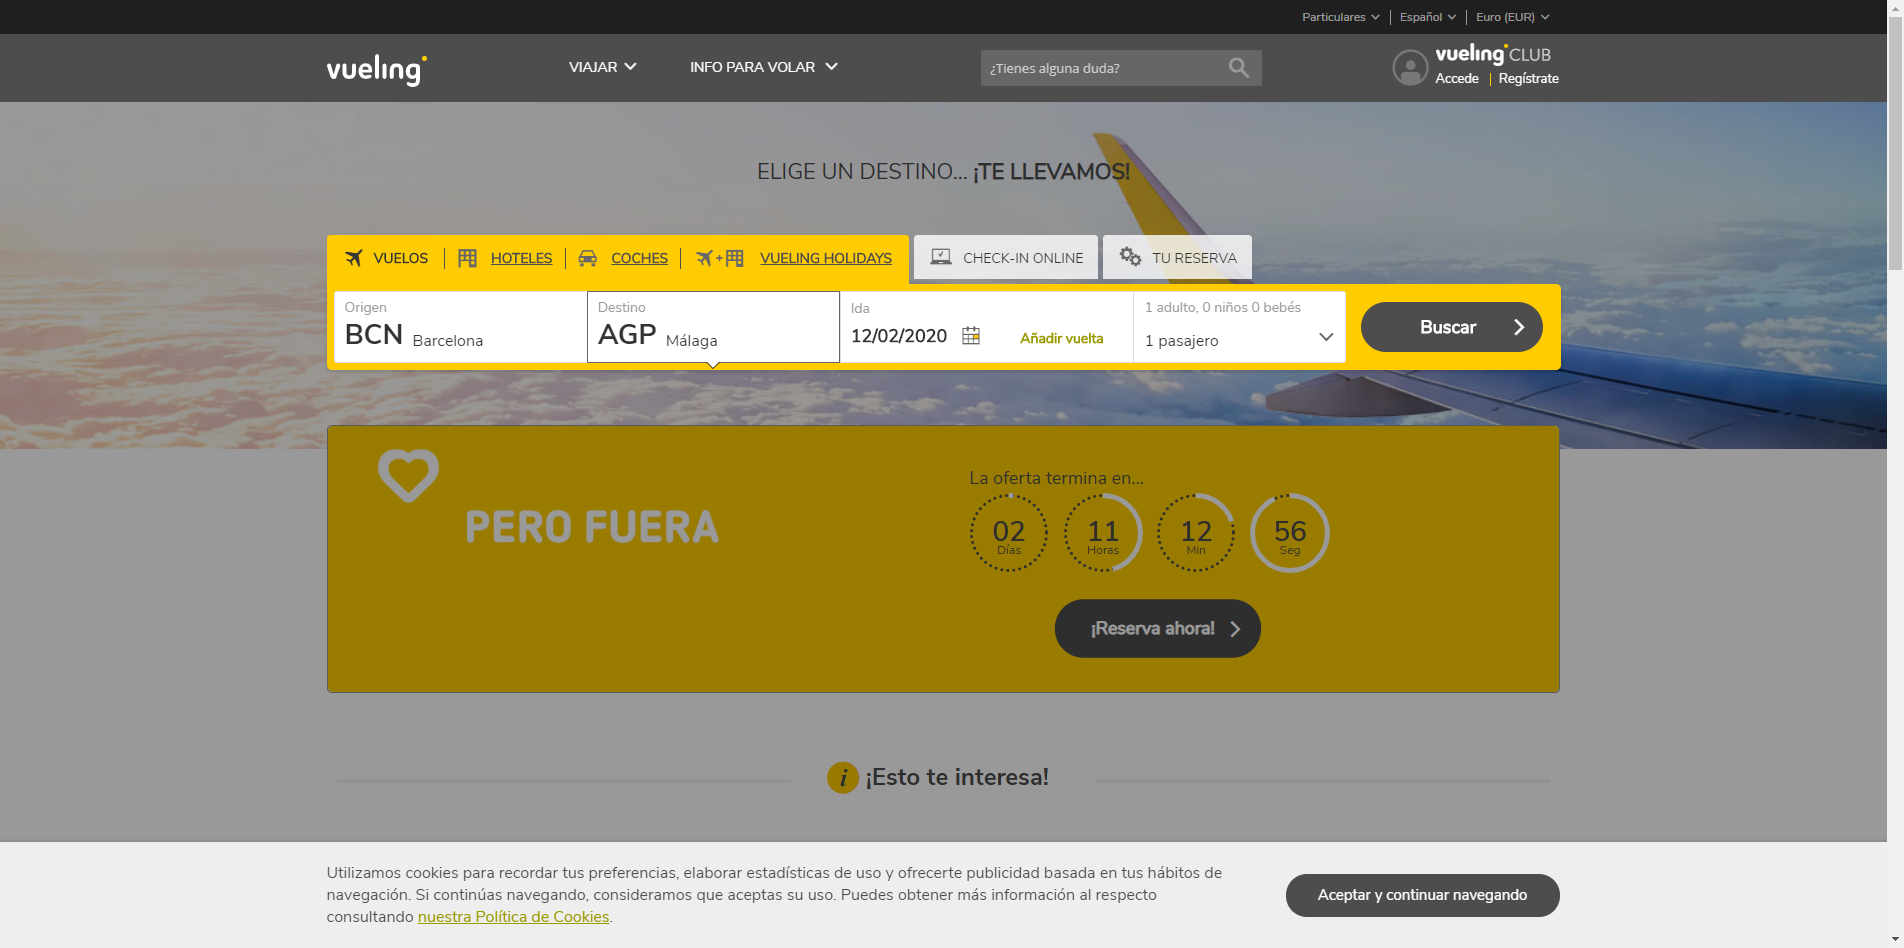 Particulares
Español
Euro (EUR)
vueling
VIAJAR
INFO PARA VOLAR
¿Tienes alguna duda?
vueling CLUB
Accede
Regístrate
ELIGE UN DESTINO... ¡TE LLEVAMOS!
VUELOS
HOTELES
COCHES
+
VUELING HOLIDAYS
CHECK-IN ONLINE
TU RESERVA
Origen
BCN Barcelona
Destino
AGP Málaga
Ida
12/02/2020
Añadir vuelta
1 adulto, 0 niños 0 bebés
1 pasajero
Buscar
PERO FUERA
La oferta termina en...
02
Días
11
Horas
12
Min
56
Seg
¡Reserva ahora!
i ¡Esto te interesa!
Utilizamos cookies para recordar tus preferencias, elaborar estadísticas de uso y ofrecerte publicidad basada en tus hábitos de
navegación. Si continúas navegando, consideramos que aceptas su uso. Puedes obtener más información al respecto
consultando nuestra Política de Cookies.
Aceptar y continuar navegando